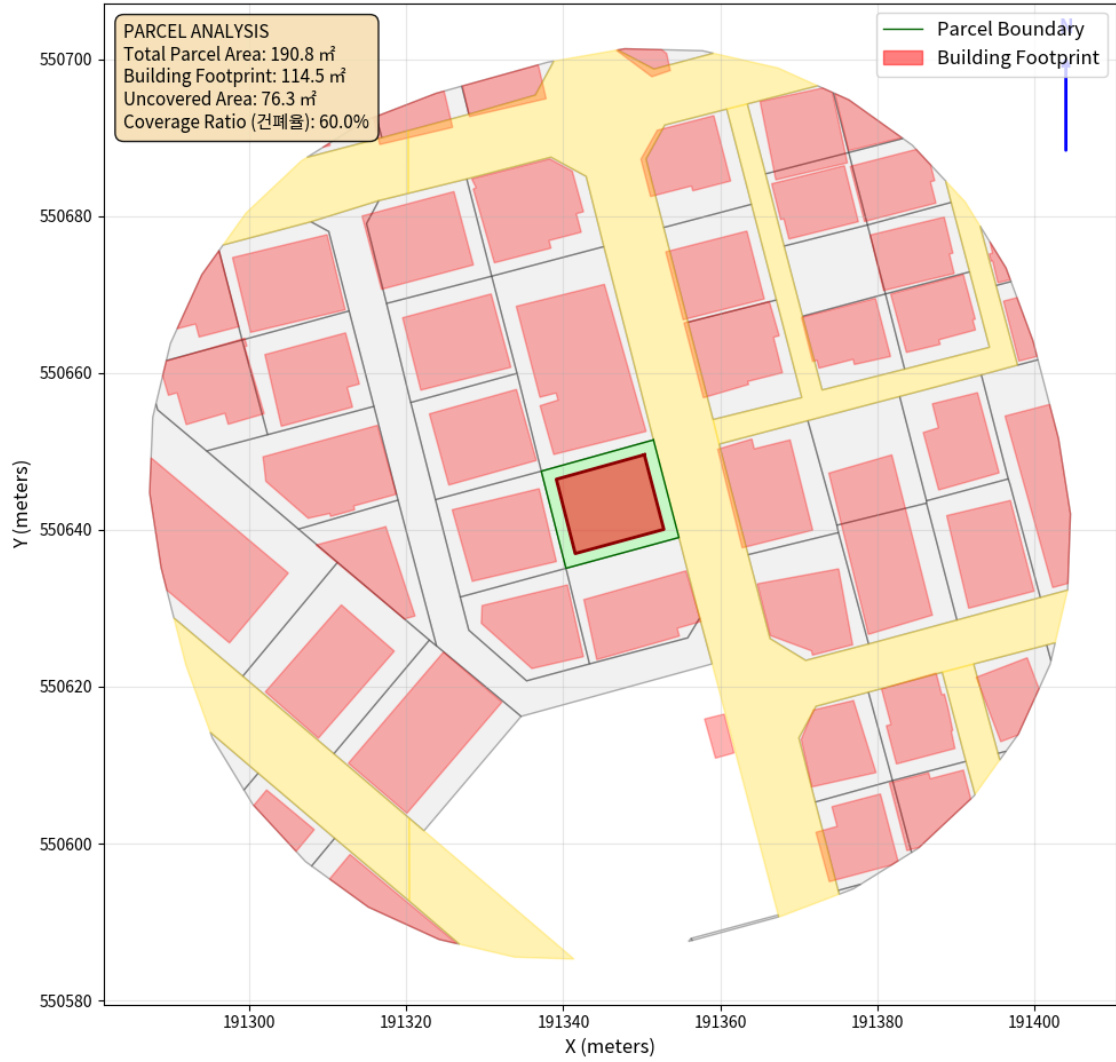 PARCEL ANALYSIS
Total Parcel Area: 190.8 ㎡
Building Footprint: 114.5 ㎡
Uncovered Area: 76.3 ㎡
Coverage Ratio (건폐율): 60.0%
N
Parcel Boundary
Building Footprint
550700
550680
550660
550640
550620
550600
550580
Y (meters)
191300
191320
191340
191360
191380
191400
X (meters)